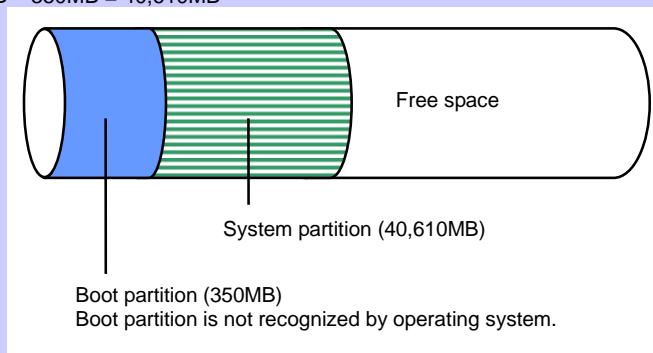 350MB = 40,610MB
Free space
System partition (40,610MB)
Boot partition (350MB)
Boot partition is not recognized by operating system.